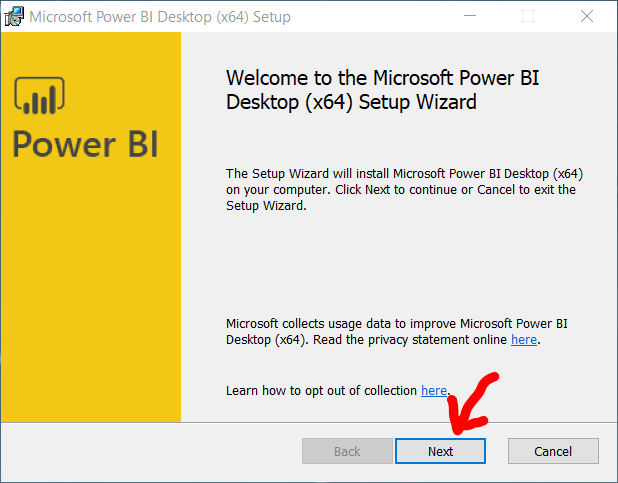 Microsoft Power BI Desktop (x64) Setup
Power BI
Welcome to the Microsoft Power BI
Desktop (x64) Setup Wizard
The Setup Wizard will install Microsoft Power BI Desktop (x64)
on your computer. Click Next to continue or Cancel to exit the
Setup Wizard.
Microsoft collects usage data to improve Microsoft Power BI
Desktop (x64). Read the privacy statement online here.
Learn how to opt out of collection here.
Back
Next
Cancel